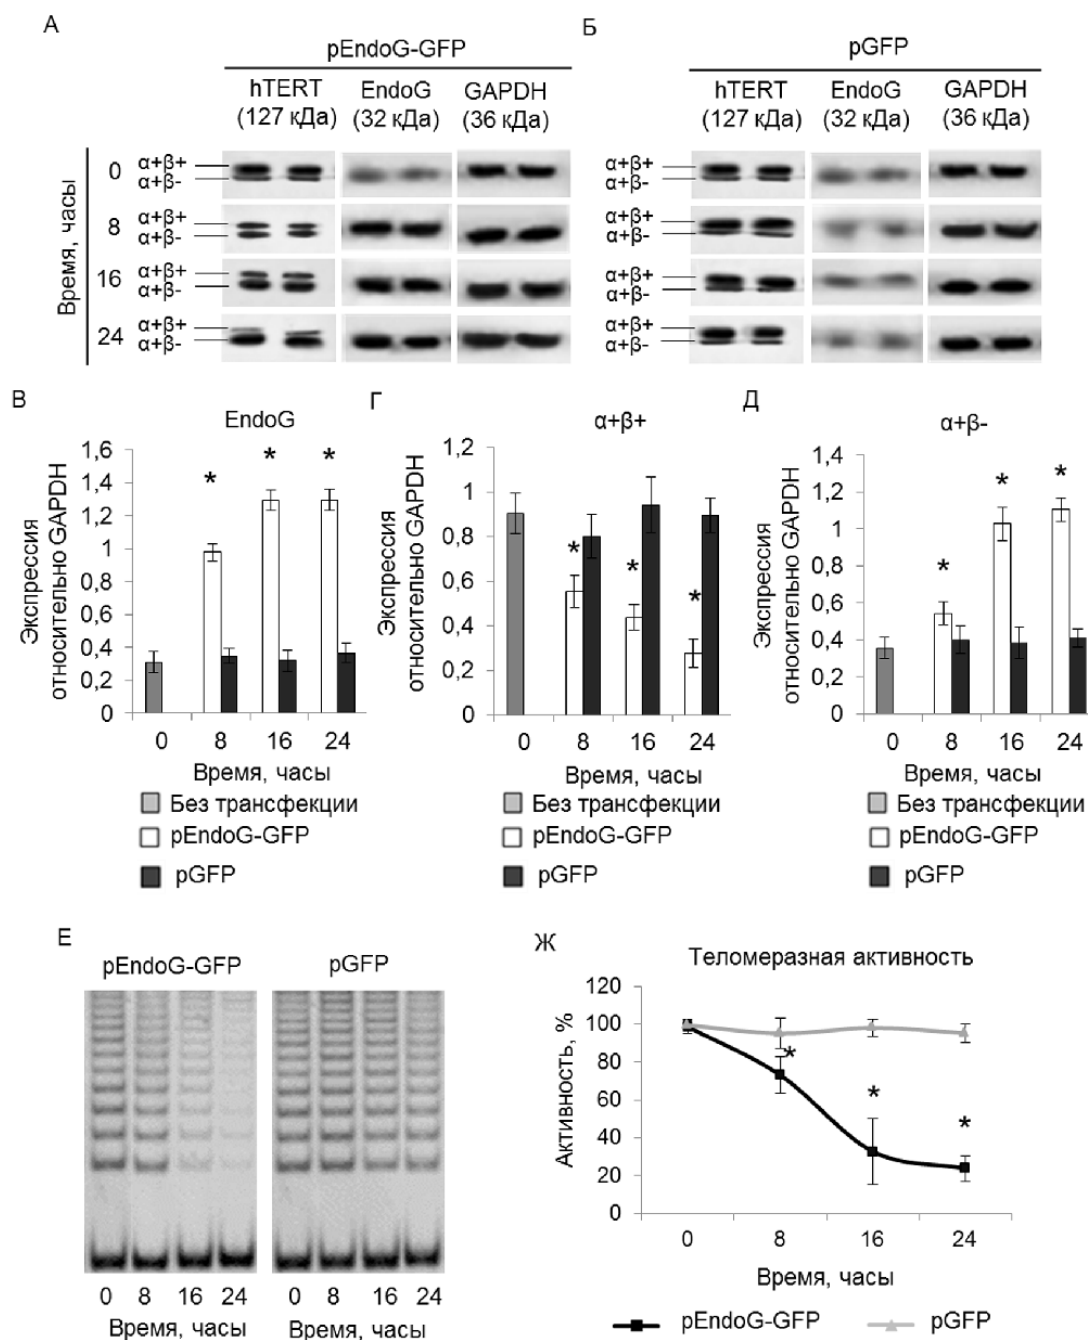 А
pEndoG-GFP
hTERT EndoG GAPDH
(127 кДа) (32 кДа) (36 кДа)
Время, часы
0 α+β+
α+β-
8 α+β+
α+β-
16 α+β+
α+β-
24 α+β+
α+β-
Б
pGFP
hTERT EndoG GAPDH
(127 кДа) (32 кДа) (36 кДа)
α+β+
α+β-
α+β+
α+β-
α+β+
α+β-
α+β+
α+β-
В
EndoG
Экспрессия
относительно GAPDH
1,6
1,4
1,2
1
0,8
0,6
0,4
0,2
0
* * *
0 8 16 24
Время, часы
Без трансфекции
pEndoG-GFP
pGFP
Г
α+β+
Экспрессия
относительно GAPDH
1,2
1
0,8
0,6
0,4
0,2
0
* * *
0 8 16 24
Время, часы
Без трансфекции
pEndoG-GFP
pGFP
Д
α+β-
Экспрессия
относительно GAPDH
1,4
1,2
1
0,8
0,6
0,4
0,2
0
* * *
0 8 16 24
Время, часы
Без трансфекции
pEndoG-GFP
pGFP
Е
pEndoG-GFP pGFP
0 8 16 24 0 8 16 24
Время, часы Время, часы
Ж
Теломеразная активность
Активность, %
120
100
80
60
40
20
0
* * *
0 8 16 24
Время, часы
pEndoG-GFP pGFP